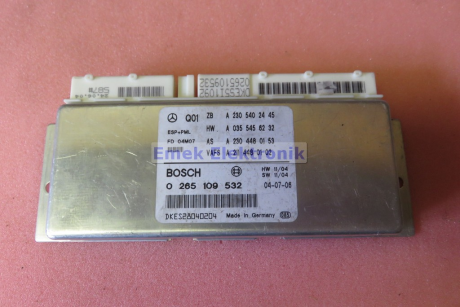 Q01 ZB A 230 540 24 45
ESP+PML HW A 035 545 62 32
FD 04M07 AS A 230 448 01 53
VAF6
Emek Elektronik
BOSCH HW 11/04
SW 11/04
0 265 109 532 04-07-08
DKES28040204 Made in Germany